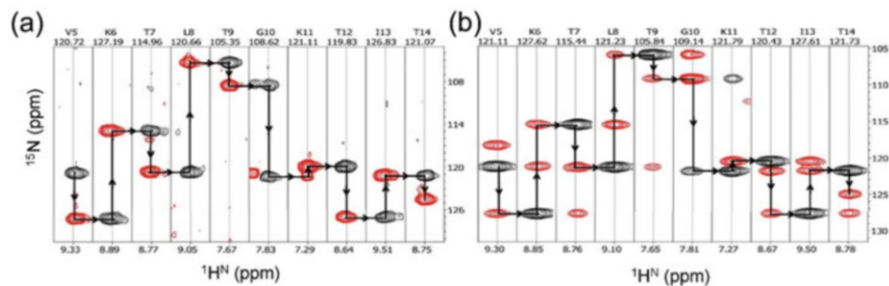 (a)
V5 K6 T7 L8 T9 G10 K11 T12 I13 T14
120.72 127.19 114.96 120.66 105.35 108.62 121.11 119.83 126.83 121.07
108
114
120
126
15N (ppm)
9.33 8.89 8.77 9.05 7.67 7.83 7.29 8.64 9.51 8.75
1HN (ppm)
(b)
V5 K6 T7 L8 T9 G10 K11 T12 I13 T14
121.11 127.62 115.44 121.23 105.84 109.14 121.79 120.43 127.61 121.73
105
110
115
120
125
130
15N (ppm)
9.30 8.85 8.76 9.10 7.65 7.81 7.27 8.67 9.50 8.78
1HN (ppm)